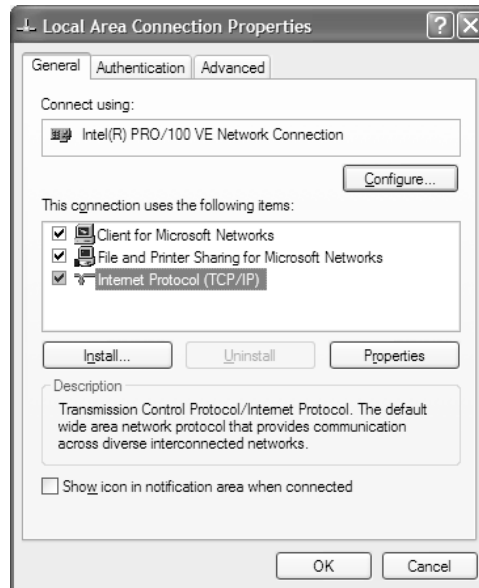 Local Area Connection Properties
General Authentication Advanced
Connect using:
Intel(R) PRO/100 VE Network Connection
Configure...
This connection uses the following items:
Client for Microsoft Networks
File and Printer Sharing for Microsoft Networks
Internet Protocol (TCP/IP)
Install... Uninstall Properties
Description
Transmission Control Protocol/Internet Protocol. The default
wide area network protocol that provides communication
across diverse interconnected networks.
Show icon in notification area when connected
OK Cancel